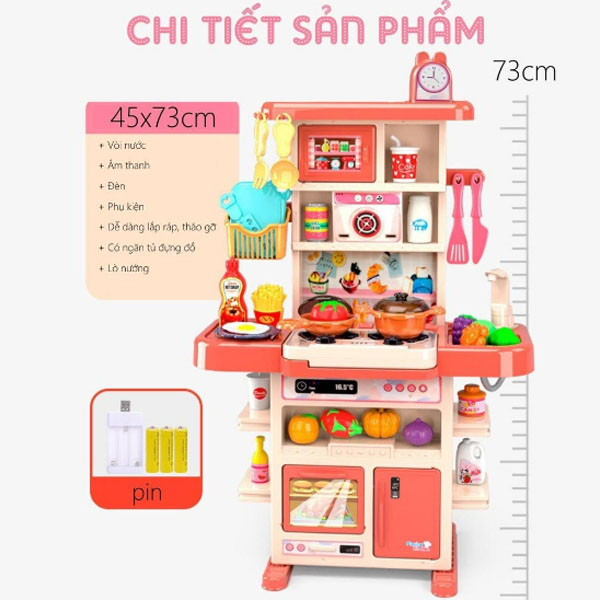 CHI TIẾT SẢN PHẨM
73cm
45x73cm
+ Vòi nước
+ Âm thanh
+ Đèn
+ Phụ kiện
+ Dễ dàng lắp ráp, tháo gỡ
+ Có ngăn tủ đựng đồ
+ Lò nướng
16.5°C
pin